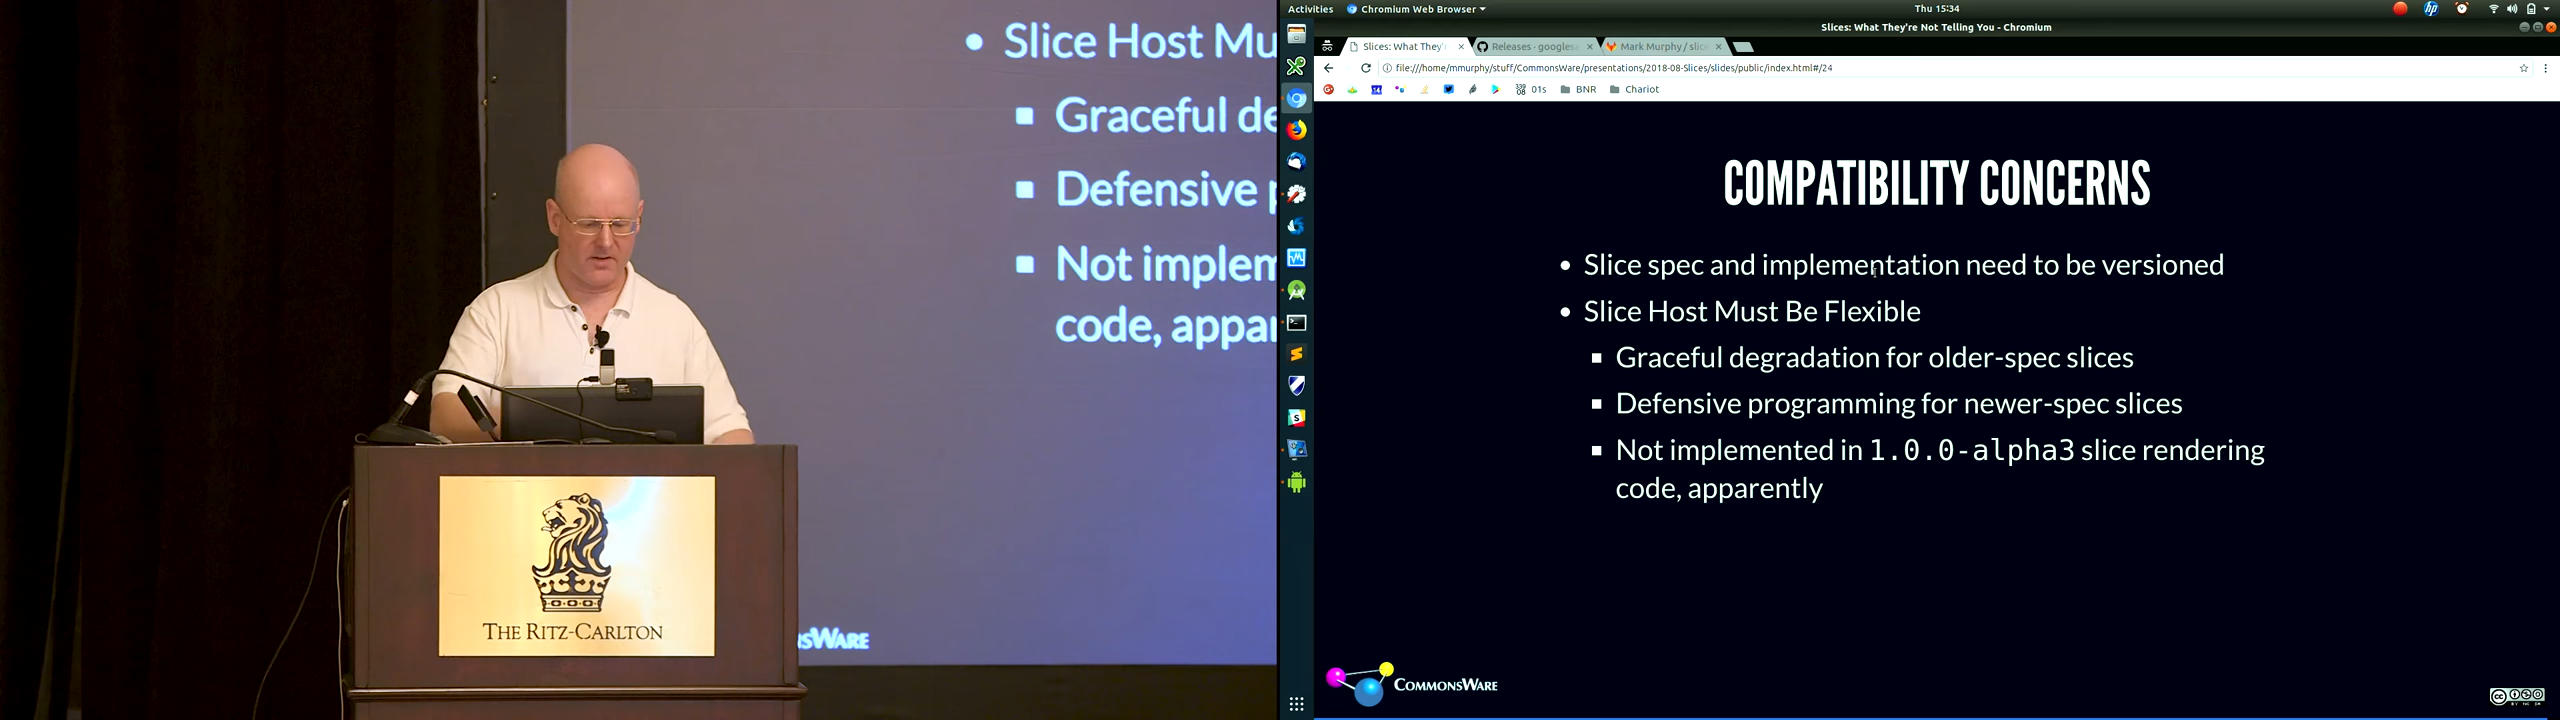 Slice Host Mu
Graceful de
Defensive p
Not implem
code, appar
THE RITZ-CARLTON
NSWARE
Activities
Chromium Web Browser
Thu 15:34
Slices: What They're Not Telling You - Chromium
Slices: What They'
Releases · googlesa
Mark Murphy / slice
file:///home/mmurphy/stuff/CommonsWare/presentations/2018-08-Slices/slides/public/index.html#/24
01s
BNR
Chariot
COMPATIBILITY CONCERNS
Slice spec and implementation need to be versioned
Slice Host Must Be Flexible
Graceful degradation for older-spec slices
Defensive programming for newer-spec slices
Not implemented in 1.0.0-alpha3 slice rendering
code, apparently
COMMONSWARE